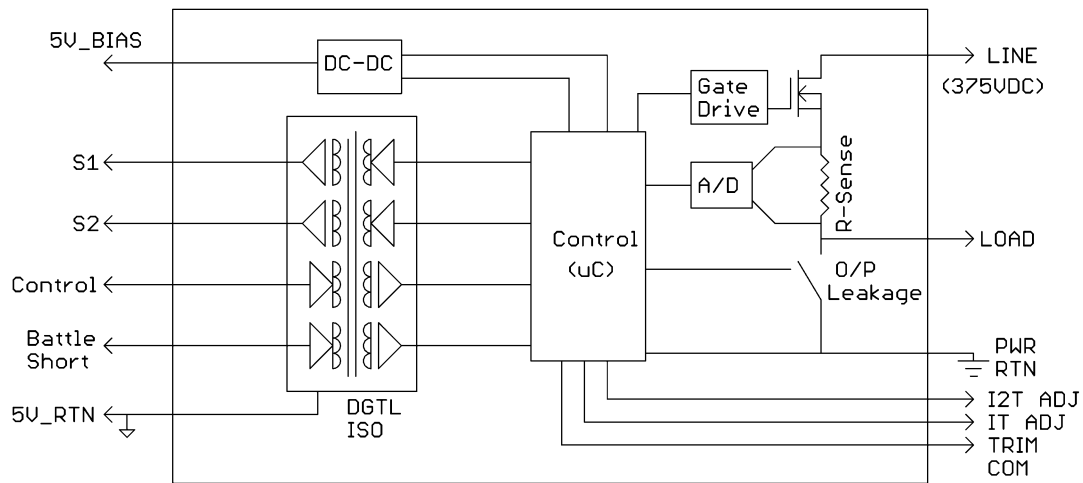 5V_BIAS
DC-DC
S1
S2
Control
Battle
Short
5V_RTN
DGTL
ISO
Control
(uC)
Gate
Drive
A/D
R-Sense
O/P
Leakage
LINE
(375VDC)
LOAD
PWR
RTN
I2T ADJ
IT ADJ
TRIM
COM